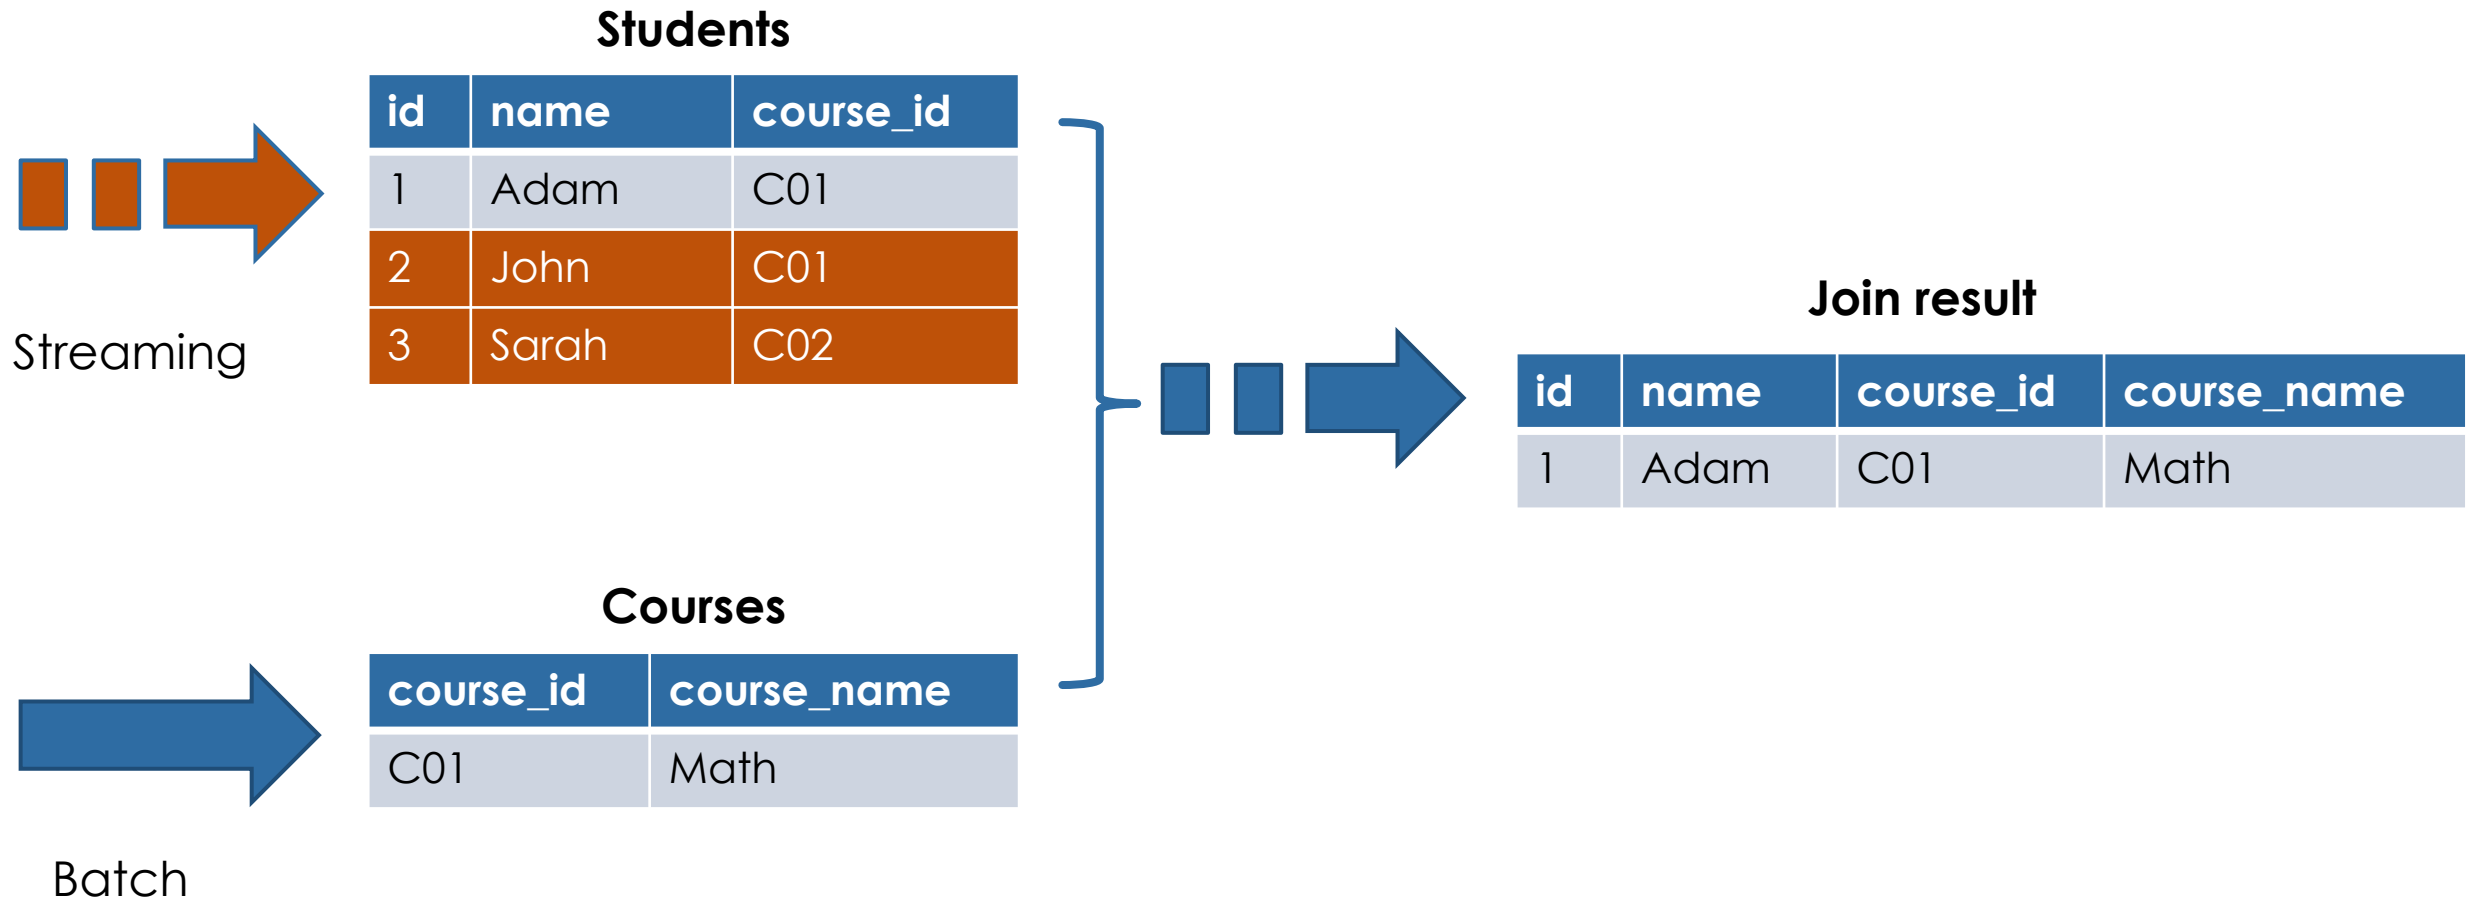 Students
id name course_id
1 Adam C01
2 John C01
3 Sarah C02
Streaming
Join result
id name course_id course_name
1 Adam C01 Math
Courses
course_id course_name
C01 Math
Batch